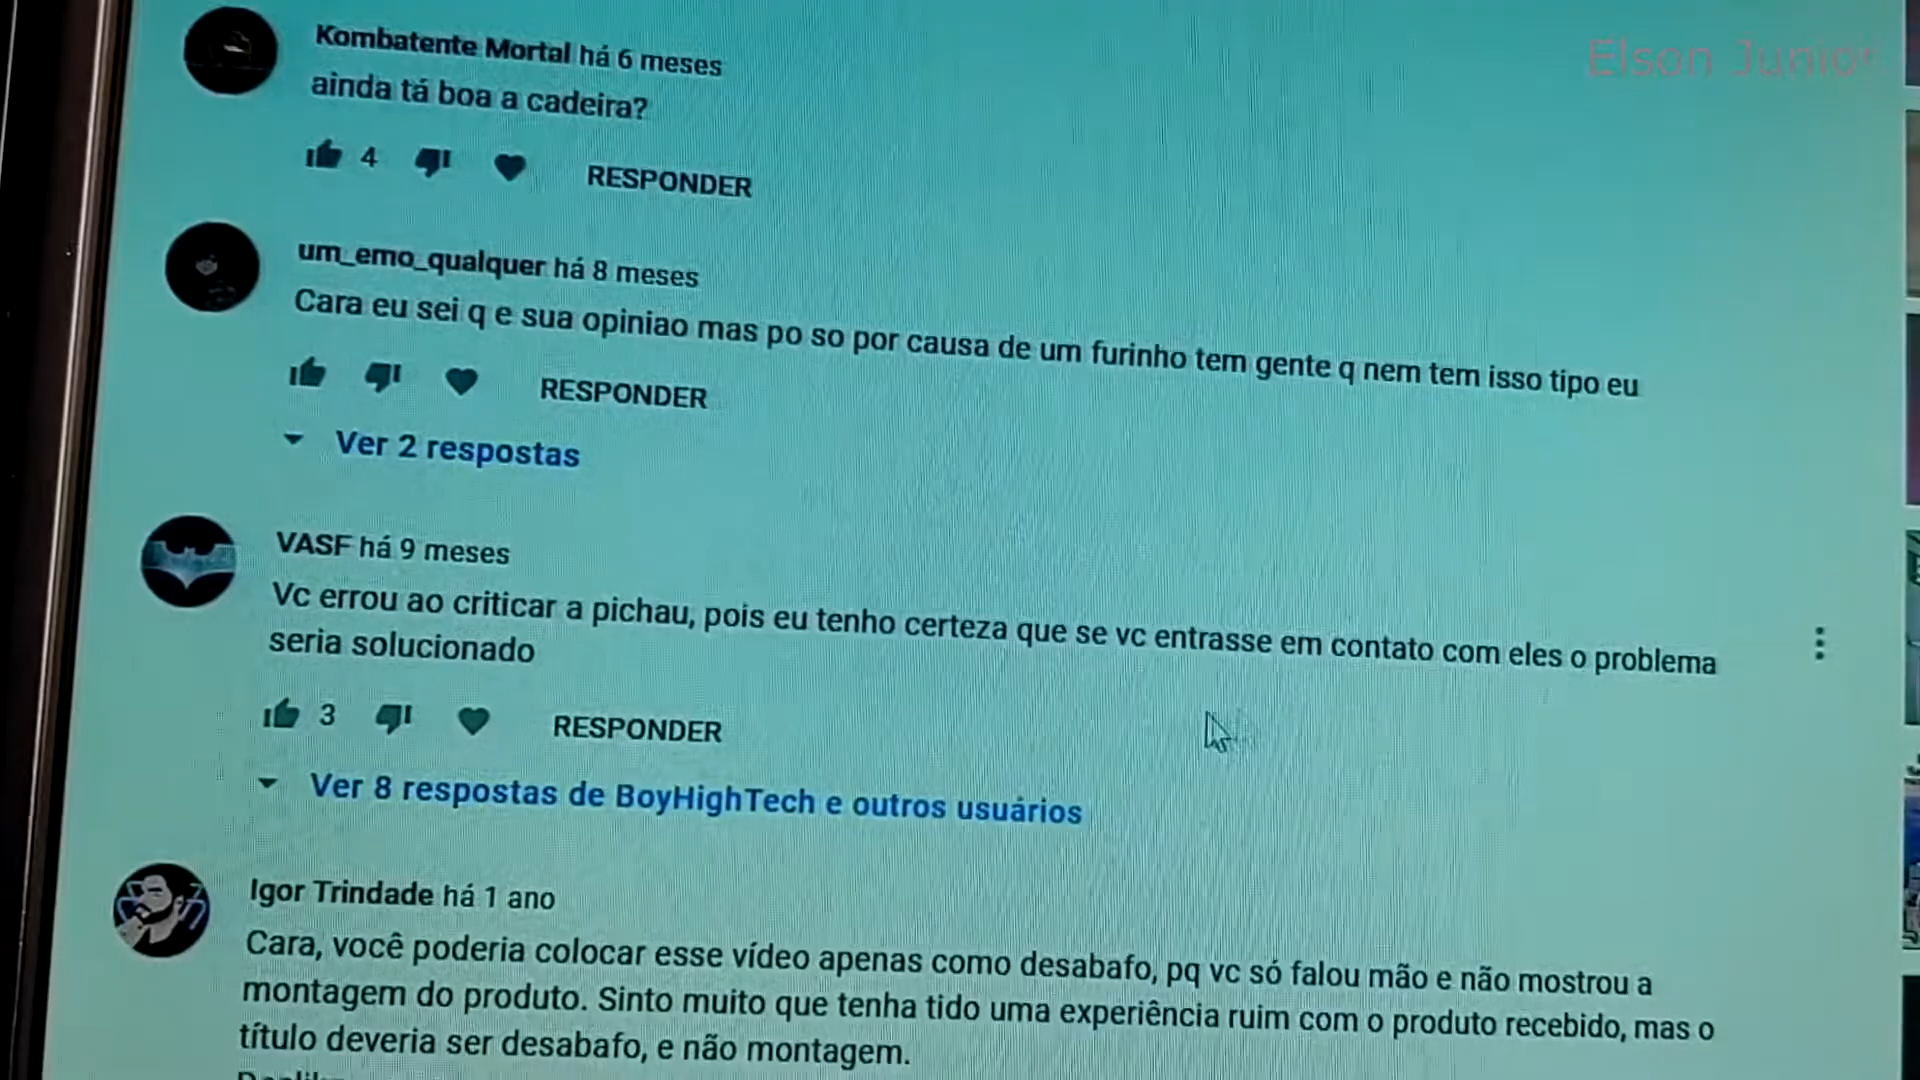 Elson Junior
Kombatente Mortal há 6 meses
ainda tá boa a cadeira?
4
RESPONDER
um_emo_qualquer há 8 meses
Cara eu sei q e sua opiniao mas po so por causa de um furinho tem gente q nem tem isso tipo eu
RESPONDER
Ver 2 respostas
VASF há 9 meses
Vc errou ao criticar a pichau, pois eu tenho certeza que se vc entrasse em contato com eles o problema
seria solucionado
3
RESPONDER
Ver 8 respostas de BoyHighTech e outros usuários
Igor Trindade há 1 ano
Cara, você poderia colocar esse vídeo apenas como desabafo, pq vc só falou mão e não mostrou a
montagem do produto. Sinto muito que tenha tido uma experiência ruim com o produto recebido, mas o
título deveria ser desabafo, e não montagem.